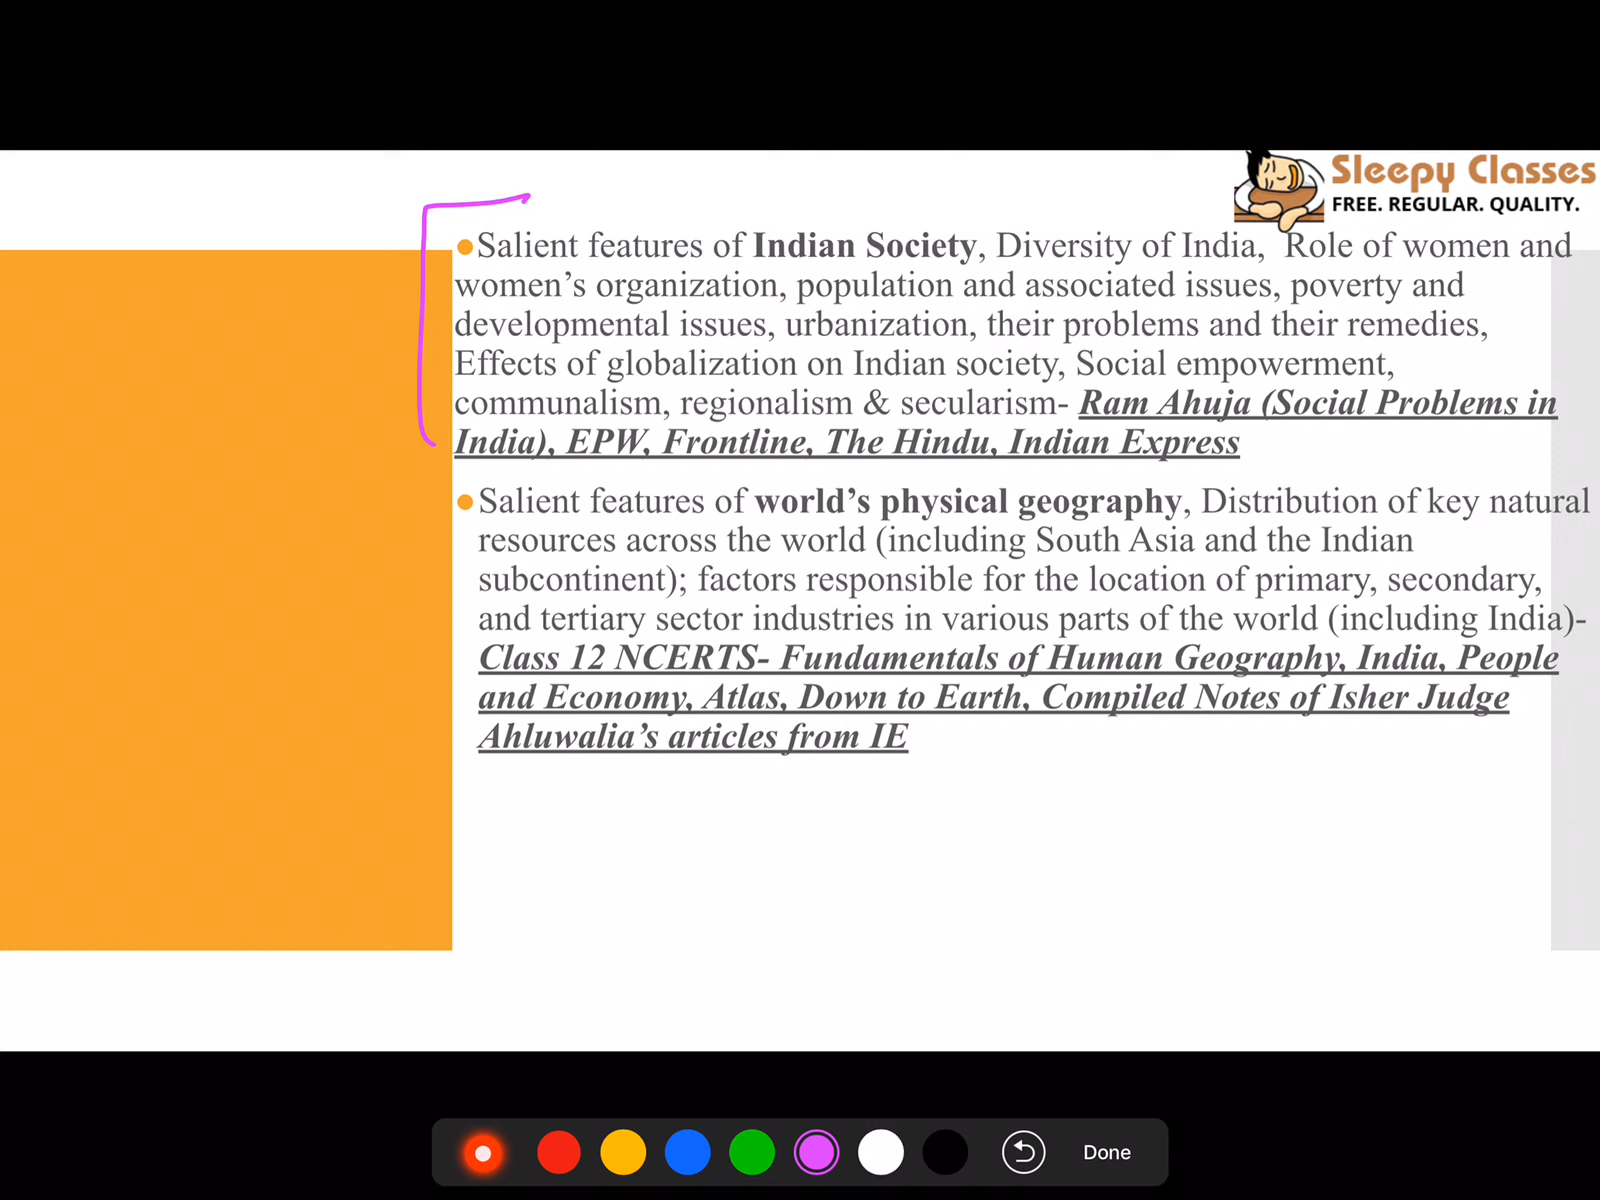 Sleepy Classes
FREE. REGULAR. QUALITY.
●Salient features of Indian Society, Diversity of India,  Role of women and
women’s organization, population and associated issues, poverty and
developmental issues, urbanization, their problems and their remedies,
Effects of globalization on Indian society, Social empowerment,
communalism, regionalism & secularism- Ram Ahuja (Social Problems in
India), EPW, Frontline, The Hindu, Indian Express
●Salient features of world’s physical geography, Distribution of key natural
resources across the world (including South Asia and the Indian
subcontinent); factors responsible for the location of primary, secondary,
and tertiary sector industries in various parts of the world (including India)-
Class 12 NCERTS- Fundamentals of Human Geography, India, People
and Economy, Atlas, Down to Earth, Compiled Notes of Isher Judge
Ahluwalia’s articles from IE
Done